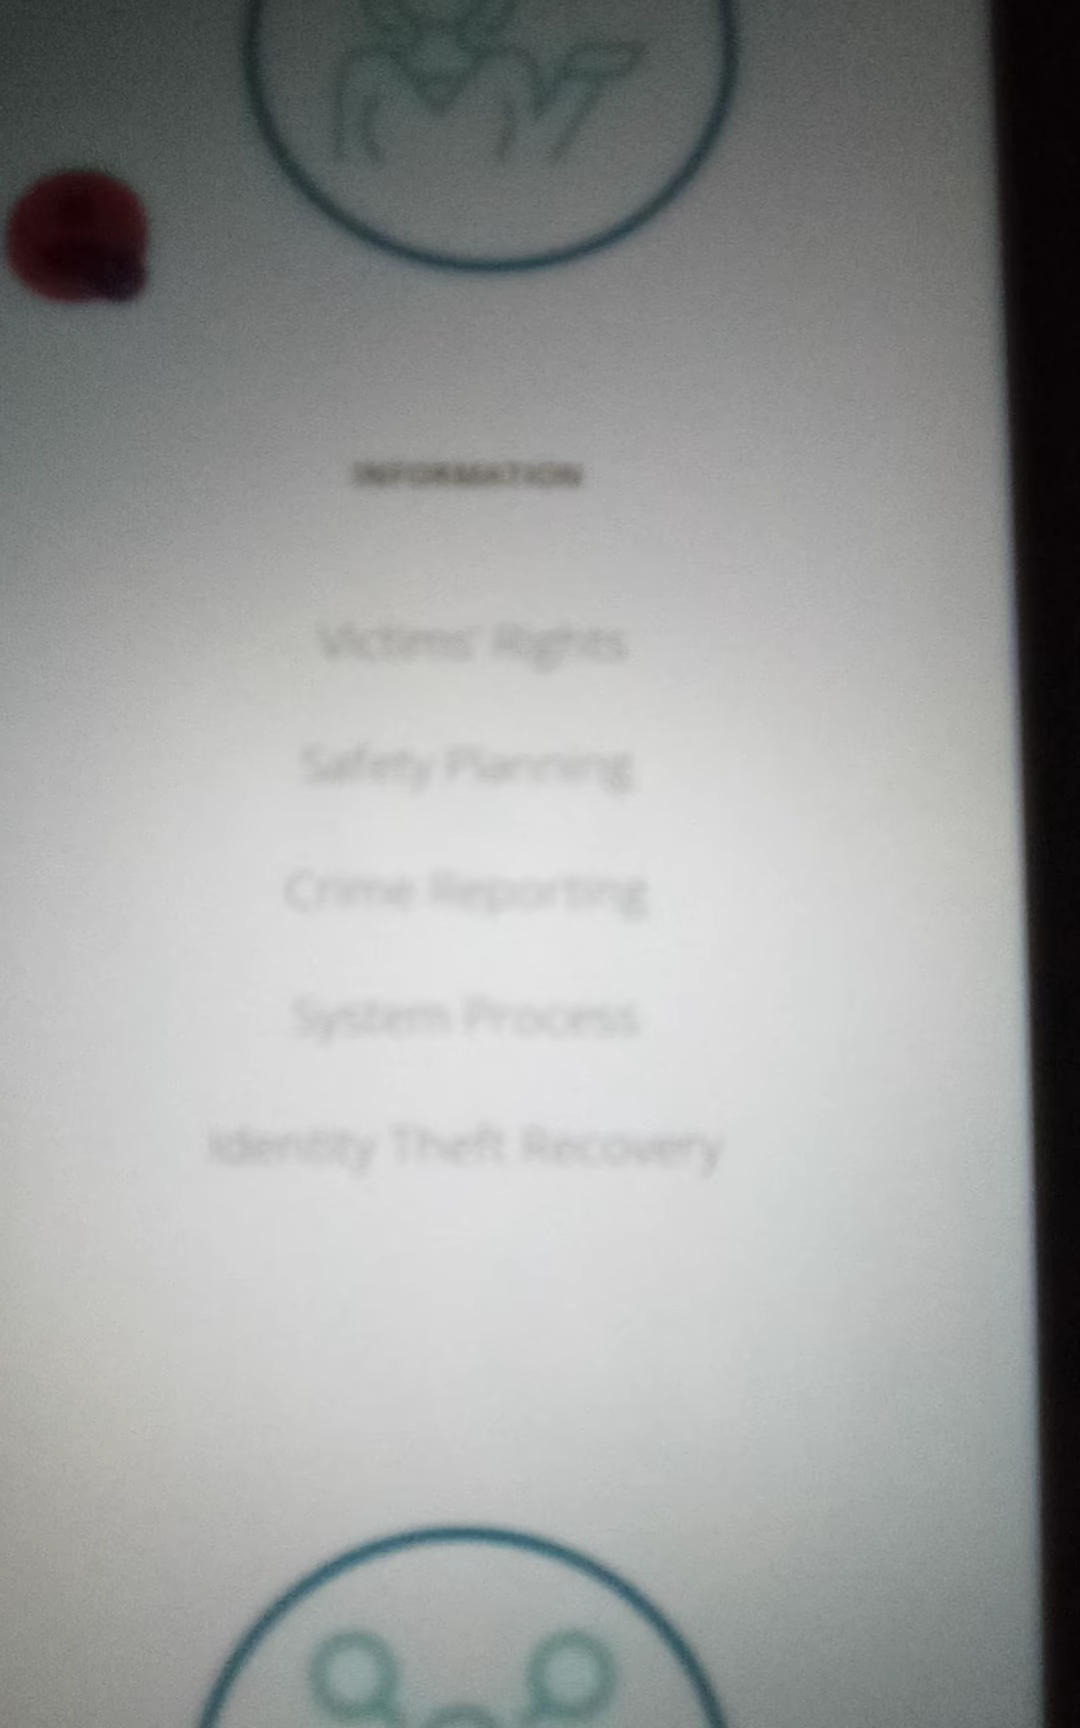 INFORMATION
Victims' Rights
Safety Planning
Crime Reporting
System Process
Identity Theft Recovery